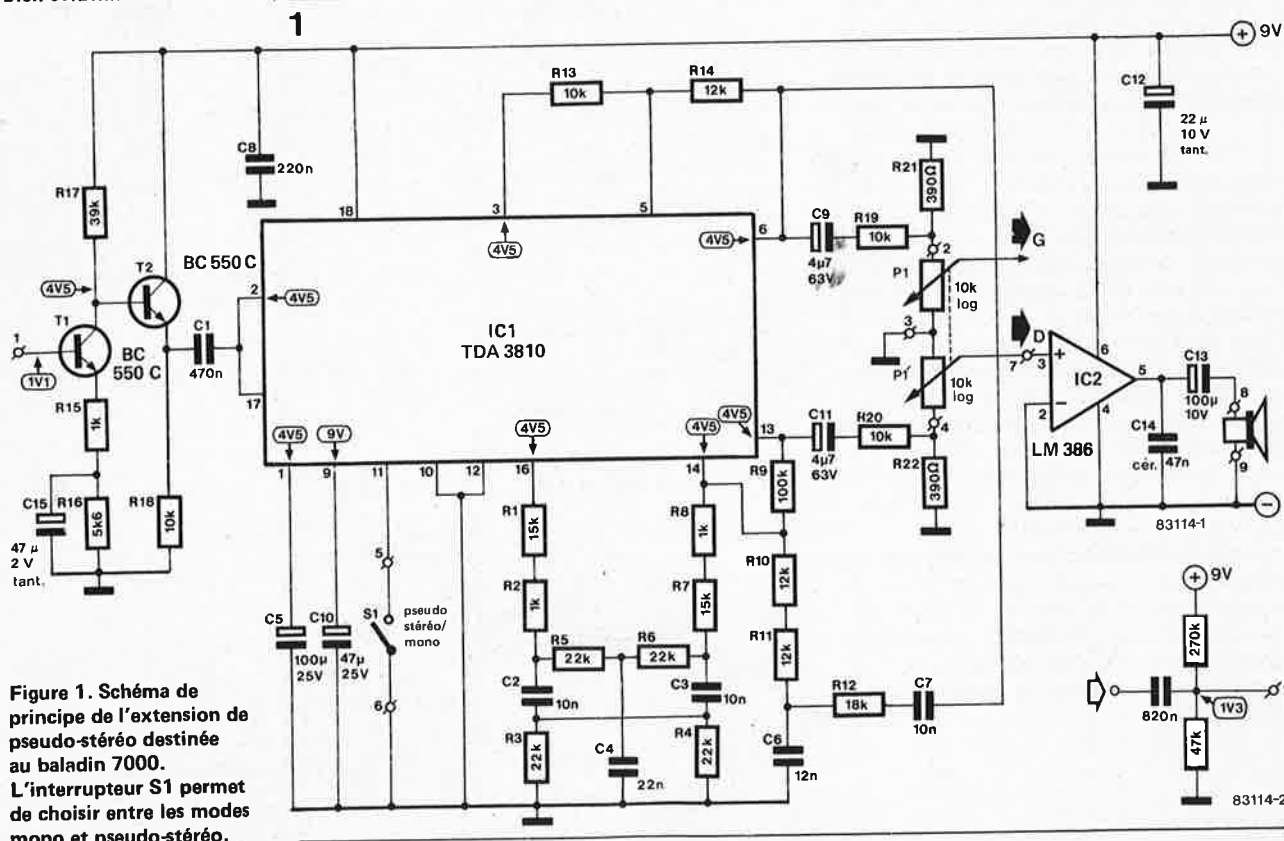 1
9V
R13
10k
R14
12k
C12
22 µ
10 V
tant.
C8
220n
R17
39k
R21
390Ω
18
3
5
4V5
6
4V5
C9
4µ7
63V
R19
10k
2
G
P1
10k
log
3
T2
BC 550 C
4V5
2
4V5
T1
1
1V1
BC
550 C
C1
470n
17
IC1
TDA 3810
D
7
3
+
6
IC2
5
C13
100µ
10V
8
9
2
−
4
LM 386
C14
cér.
47n
P1'
10k
log
4
4V5
13
C11
4µ7
63V
R20
10k
R22
390Ω
83114-1
R15
1k
C15
47 µ
2 V
tant.
R16
5k6
R18
10k
4V5
1
9V
9
11
10
12
4V5
16
4V5
14
R9
100k
R1
15k
R8
1k
R2
1k
R7
15k
R10
12k
R11
12k
5
S1
pseudo
stéréo/
mono
6
C5
100µ
25V
C10
47µ
25V
R5
22k
R6
22k
C2
10n
C3
10n
R12
18k
C7
10n
R3
22k
C4
22n
R4
22k
C6
12n
9V
270k
820n
1V3
47k
83114-2
Figure 1. Schéma de
principe de l'extension de
pseudo-stéréo destinée
au baladin 7000.
L'interrupteur S1 permet
de choisir entre les modes
mono et pseudo-stéréo.